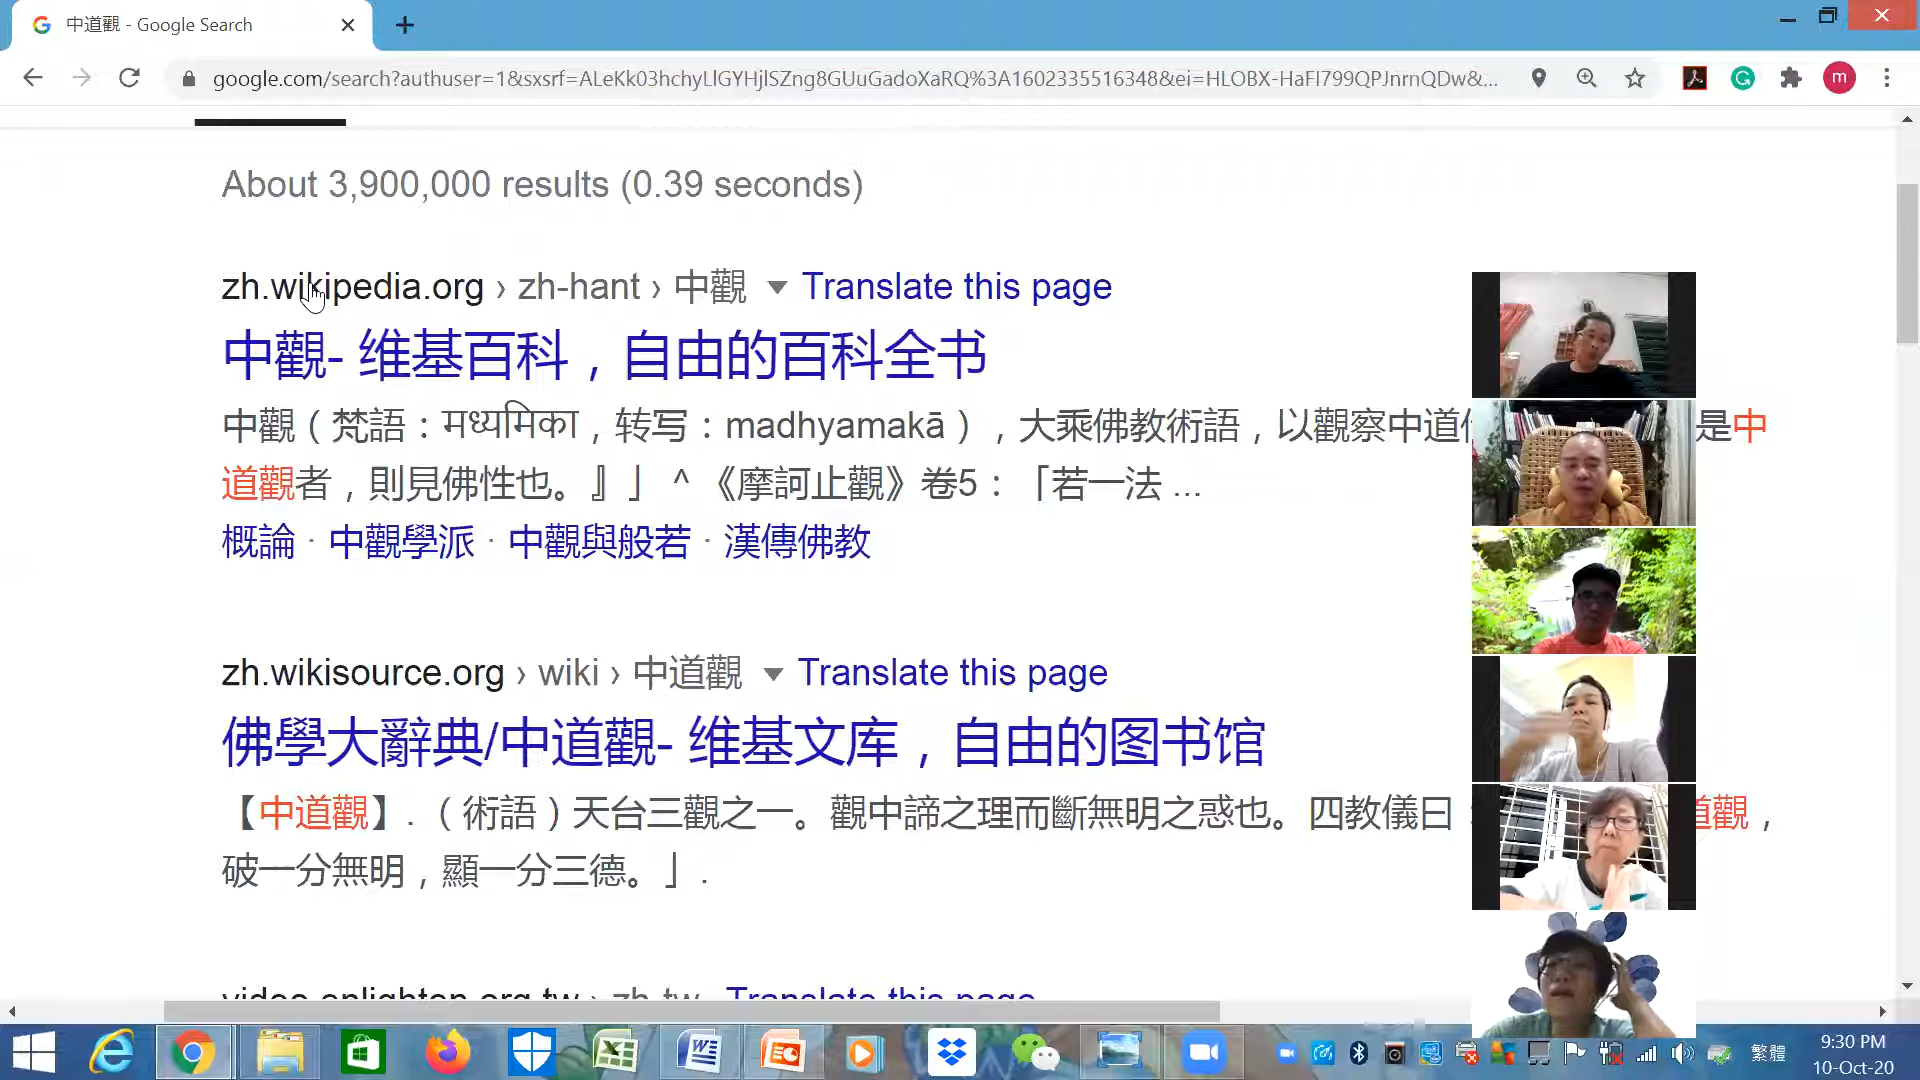 中道觀 - Google Search
google.com/search?authuser=1&sxsrf=ALeKk03hchyLlGYHjlSZng8GUuGadoXaRQ%3A1602335516348&ei=HLOBX-HaFI799QPJnrnQDw&...
m
About 3,900,000 results (0.39 seconds)
zh.wikipedia.org › zh-hant › 中觀 Translate this page
中觀- 维基百科，自由的百科全书
中觀（梵語：मध्यमिका，转写：madhyamakā），大乘佛教術語，以觀察中道 是中
道觀者，則見佛性也。』」 ^ 《摩訶止觀》卷5：「若一法 ...
概論 · 中觀學派 · 中觀與般若 · 漢傳佛教
zh.wikisource.org › wiki › 中道觀 Translate this page
佛學大辭典/中道觀- 维基文库，自由的图书馆
【中道觀】.（術語）天台三觀之一。觀中諦之理而斷無明之惑也。四教儀曰 道觀，
破一分無明，顯一分三德。」.
video.enlighten.org.tw › zh-tw Translate this page
繁體
9:30 PM
10-Oct-20